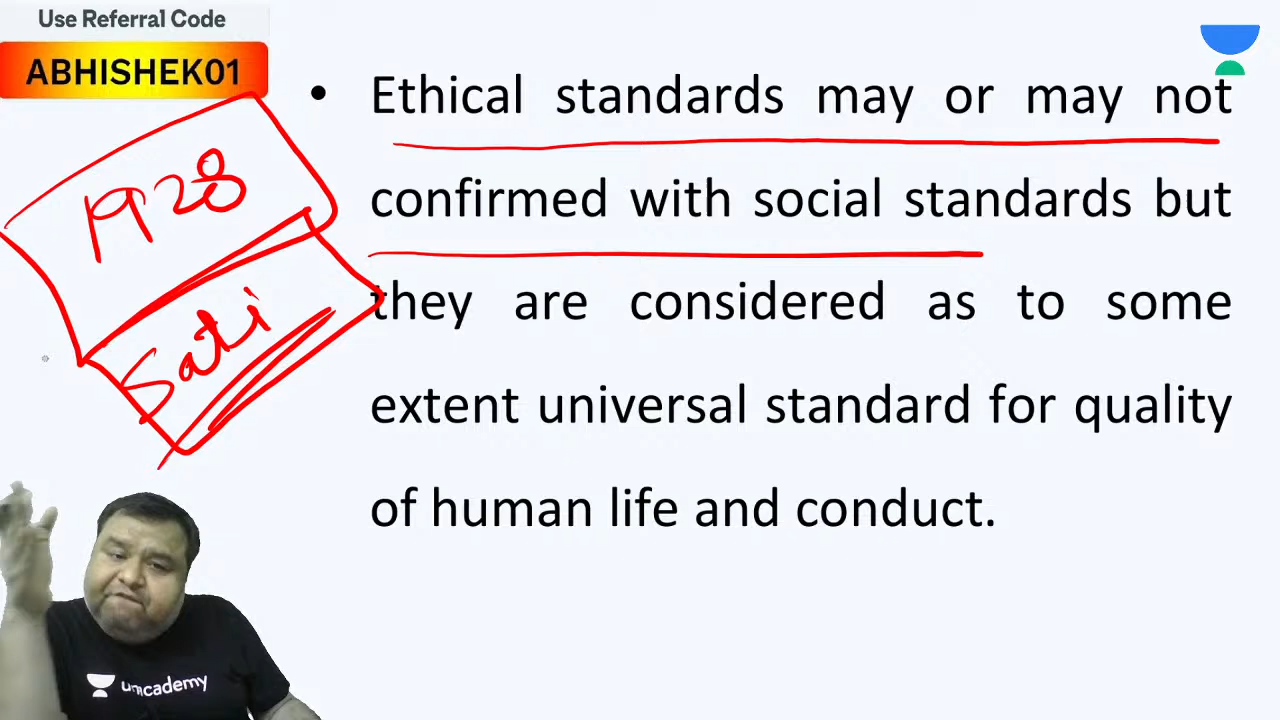 Use Referral Code
ABHISHEK01
• Ethical standards may or may not
confirmed with social standards but
they are considered as to some
extent universal standard for quality
of human life and conduct.
1928
Sati
unacademy